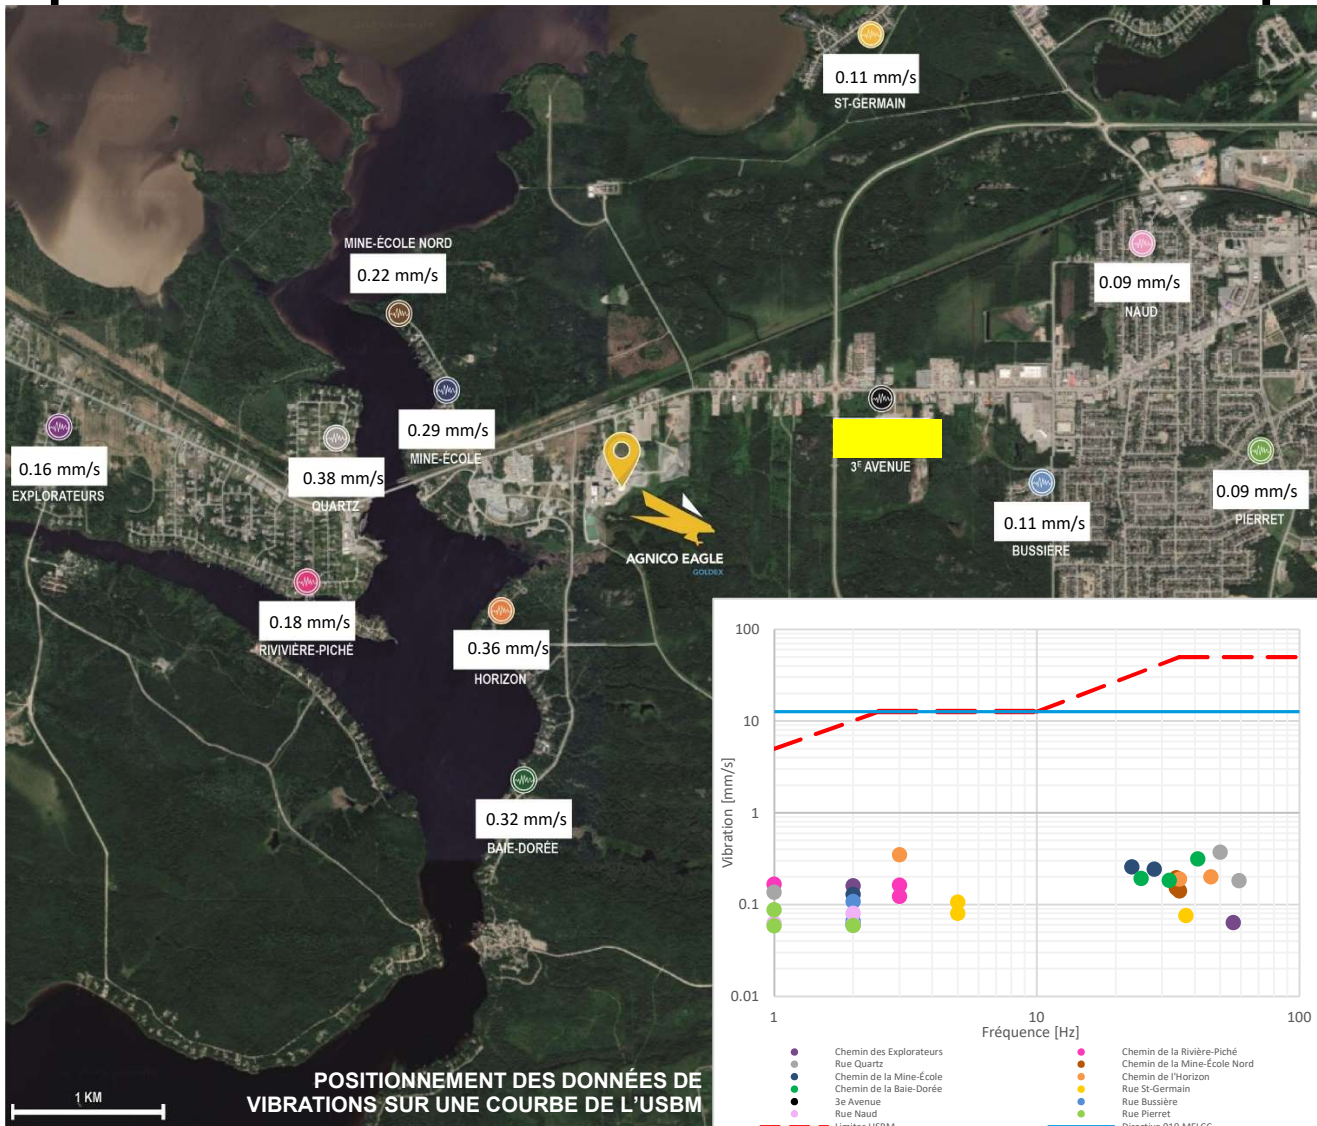 0.11 mm/s
ST-GERMAIN
MINE-ÉCOLE NORD
0.22 mm/s
0.09 mm/s
NAUD
0.29 mm/s
MINE-ÉCOLE
0.16 mm/s
EXPLORATEURS
0.38 mm/s
QUARTZ
3E AVENUE
0.09 mm/s
PIERRET
0.11 mm/s
BUSSIÈRE
AGNICO EAGLE
GOLDEX
0.18 mm/s
RIVIVIÈRE-PICHÉ
0.36 mm/s
HORIZON
0.32 mm/s
BAIE-DORÉE
1 KM
POSITIONNEMENT DES DONNÉES DE
VIBRATIONS SUR UNE COURBE DE L'USBM
100
10
1
0.1
0.01
Vibration [mm/s]
1
10
100
Fréquence [Hz]
Chemin des Explorateurs
Chemin de la Rivière-Piché
Rue Quartz
Chemin de la Mine-École Nord
Chemin de la Mine-École
Chemin de l'Horizon
Chemin de la Baie-Dorée
Rue St-Germain
3e Avenue
Rue Bussière
Rue Naud
Rue Pierret
Limites USBM
Directive 019 MELCC